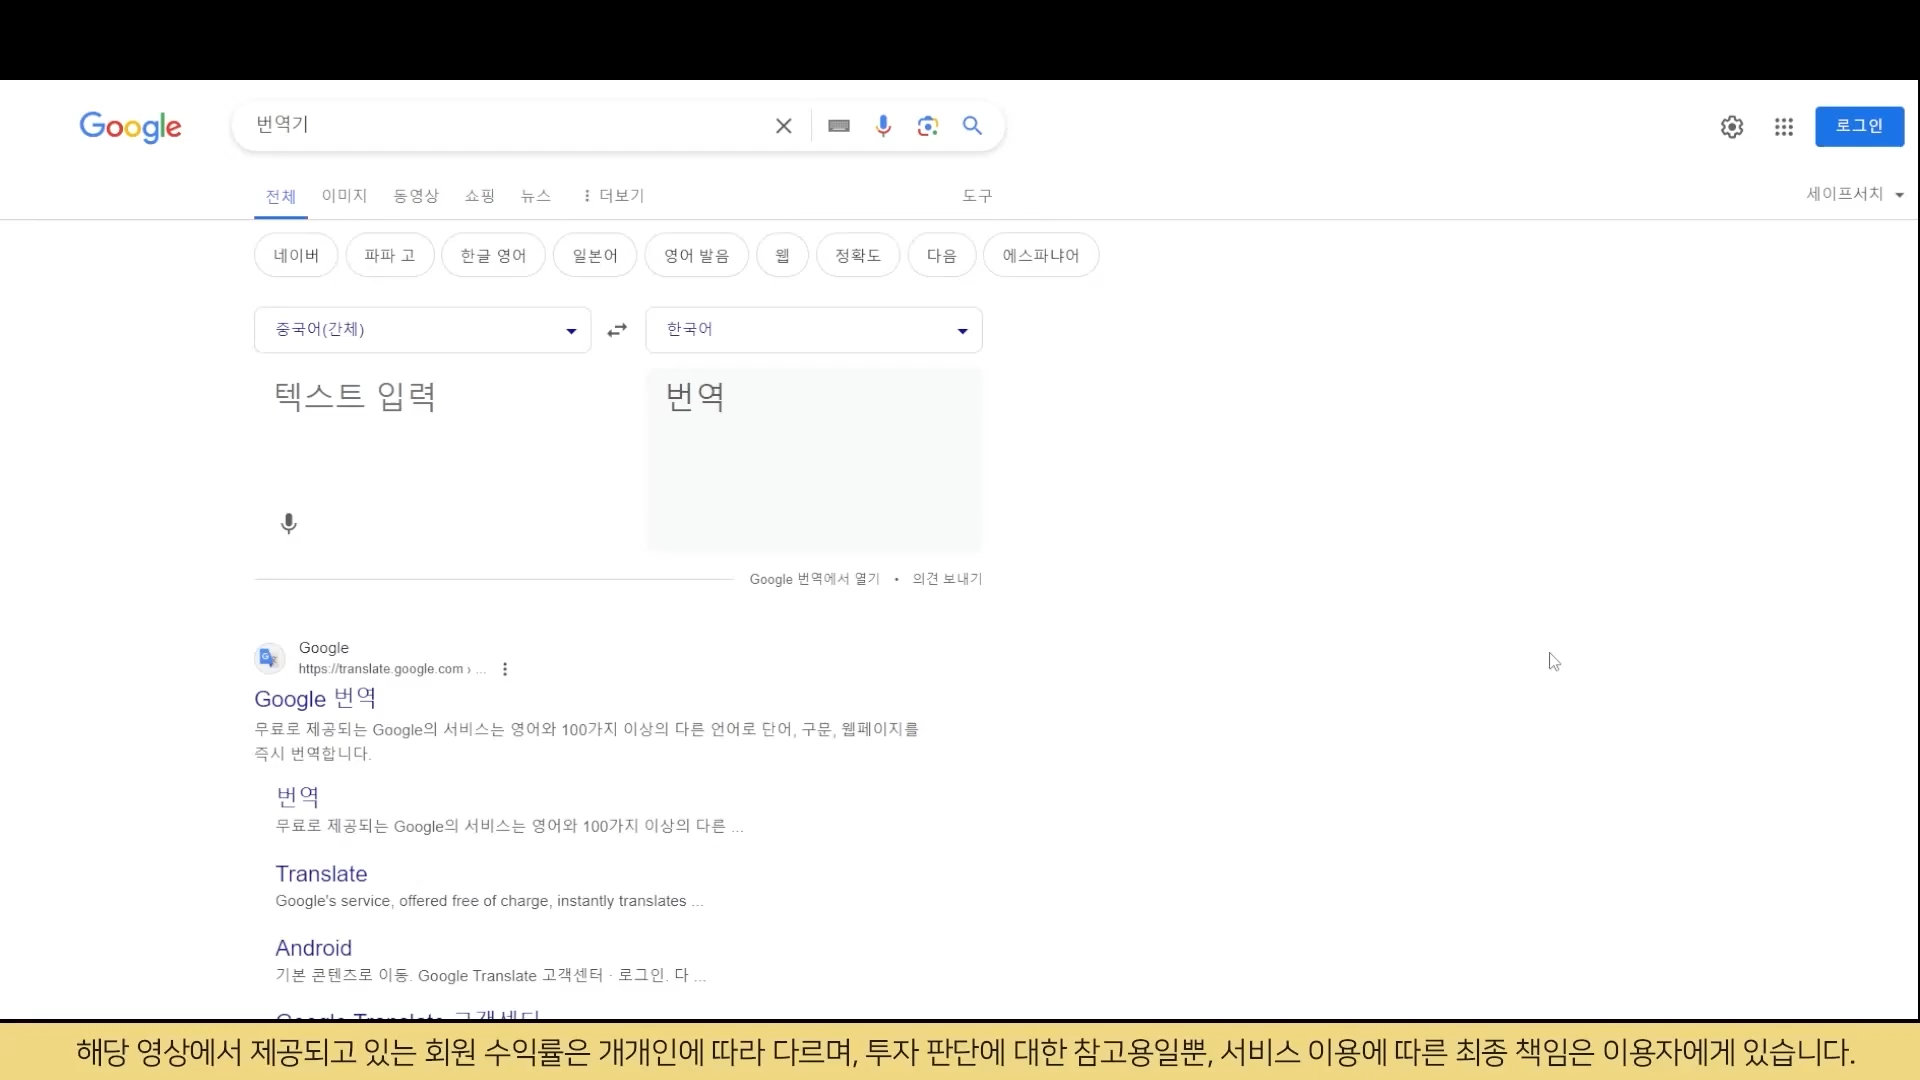 Google
번역기
로그인
전체 이미지 동영상 쇼핑 뉴스 더보기 도구 세이프서치
네이버 파파 고 한글 영어 일본어 영어 발음 웹 정확도 다음 에스파냐어
중국어(간체) 한국어
텍스트 입력 번역
Google 번역에서 열기 • 의견 보내기
Google
https://translate.google.com › ...
Google 번역
무료로 제공되는 Google의 서비스는 영어와 100가지 이상의 다른 언어로 단어, 구문, 웹페이지를
즉시 번역합니다.
번역
무료로 제공되는 Google의 서비스는 영어와 100가지 이상의 다른 ...
Translate
Google's service, offered free of charge, instantly translates ...
Android
기본 콘텐츠로 이동. Google Translate 고객센터 · 로그인. 다 ...
Google Translate 고객센터
해당 영상에서 제공되고 있는 회원 수익률은 개개인에 따라 다르며, 투자 판단에 대한 참고용일뿐, 서비스 이용에 따른 최종 책임은 이용자에게 있습니다.